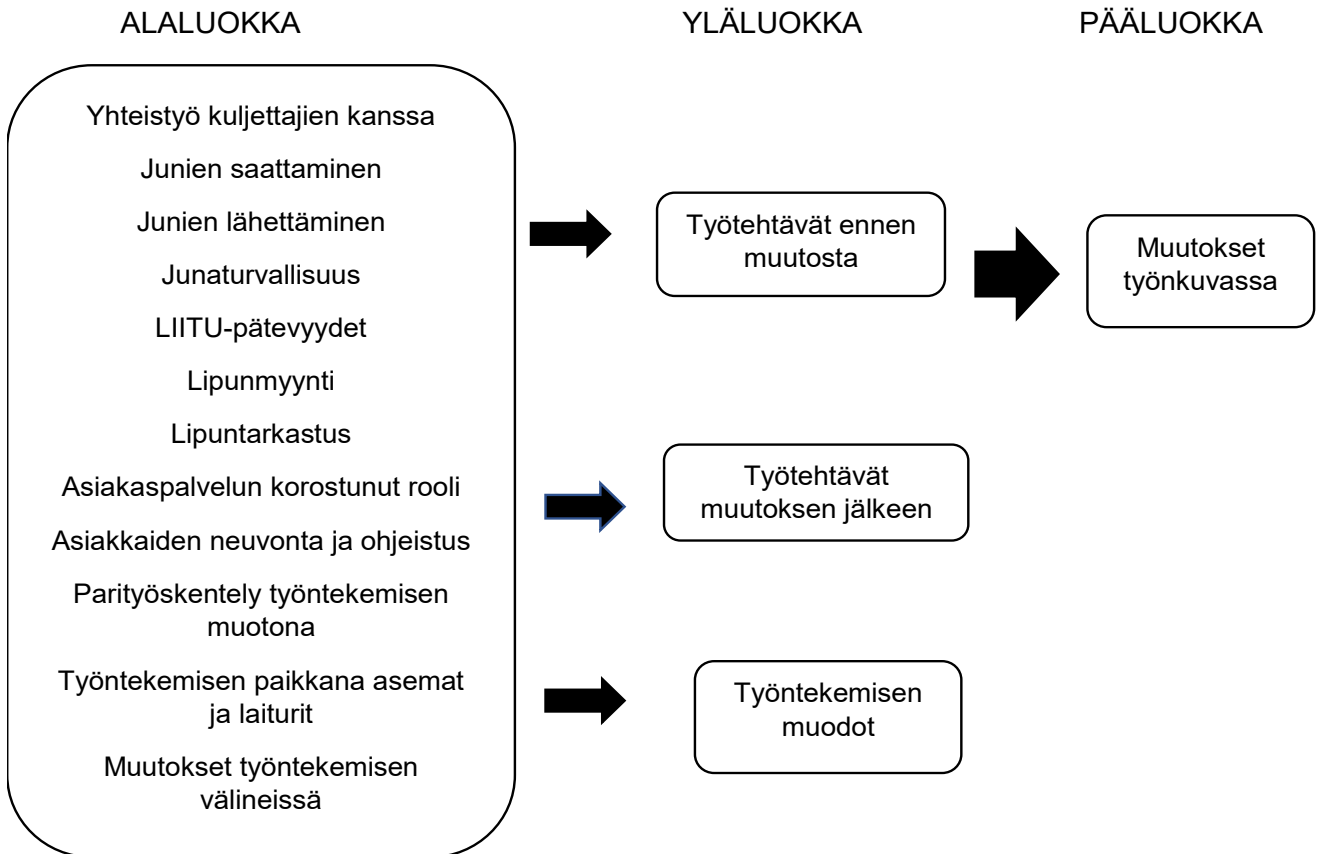 ALALUOKKA
YLÄLUOKKA
PÄÄLUOKKA
Yhteistyö kuljettajien kanssa
Junien saattaminen
Junien lähettäminen
Junaturvallisuus
LIITU-pätevyydet
Lipunmyynti
Lipuntarkastus
Asiakaspalvelun korostunut rooli
Asiakkaiden neuvonta ja ohjeistus
Parityöskentely työntekemisen
muotona
Työntekemisen paikkana asemat
ja laiturit
Muutokset työntekemisen
välineissä
Työtehtävät ennen
muutosta
Työtehtävät
muutoksen jälkeen
Työntekemisen
muodot
Muutokset
työnkuvassa